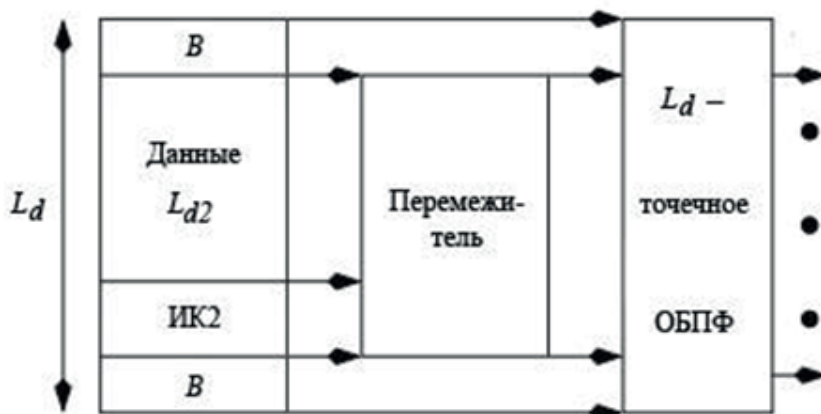 B
Данные
L_d2
L_d
ИК2
B
Перемежи-
тель
L_d –
точечное
ОБПФ